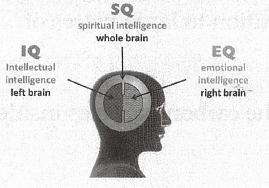 SQ
spiritual intelligence
whole brain
IQ
Intellectual
intelligence
left brain
EQ
emotional
intelligence
right brain